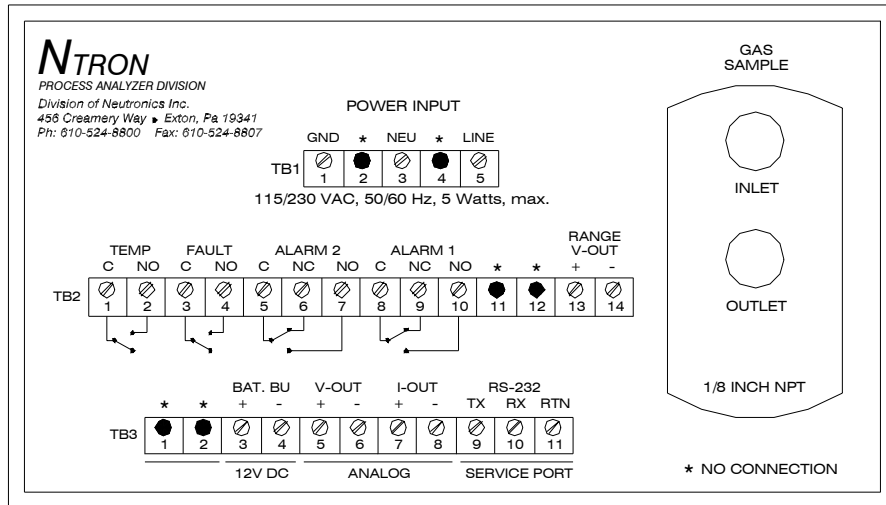 NTRON
PROCESS ANALYZER DIVISION
Division of Neutronics Inc.
456 Creamery Way • Exton, Pa 19341
Ph: 610-524-8800 Fax: 610-524-8807
POWER INPUT
GND * NEU * LINE
TB1
1 2 3 4 5
115/230 VAC, 50/60 Hz, 5 Watts, max.
TEMP FAULT ALARM 2 ALARM 1 RANGE V-OUT
C NO C NO C NC NO C NC NO * * + -
TB2
1 2 3 4 5 6 7 8 9 10 11 12 13 14
BAT. BU V-OUT I-OUT RS-232
* * + - + - + - TX RX RTN
TB3
1 2 3 4 5 6 7 8 9 10 11
12V DC ANALOG SERVICE PORT
GAS
SAMPLE
INLET
OUTLET
1/8 INCH NPT
* NO CONNECTION